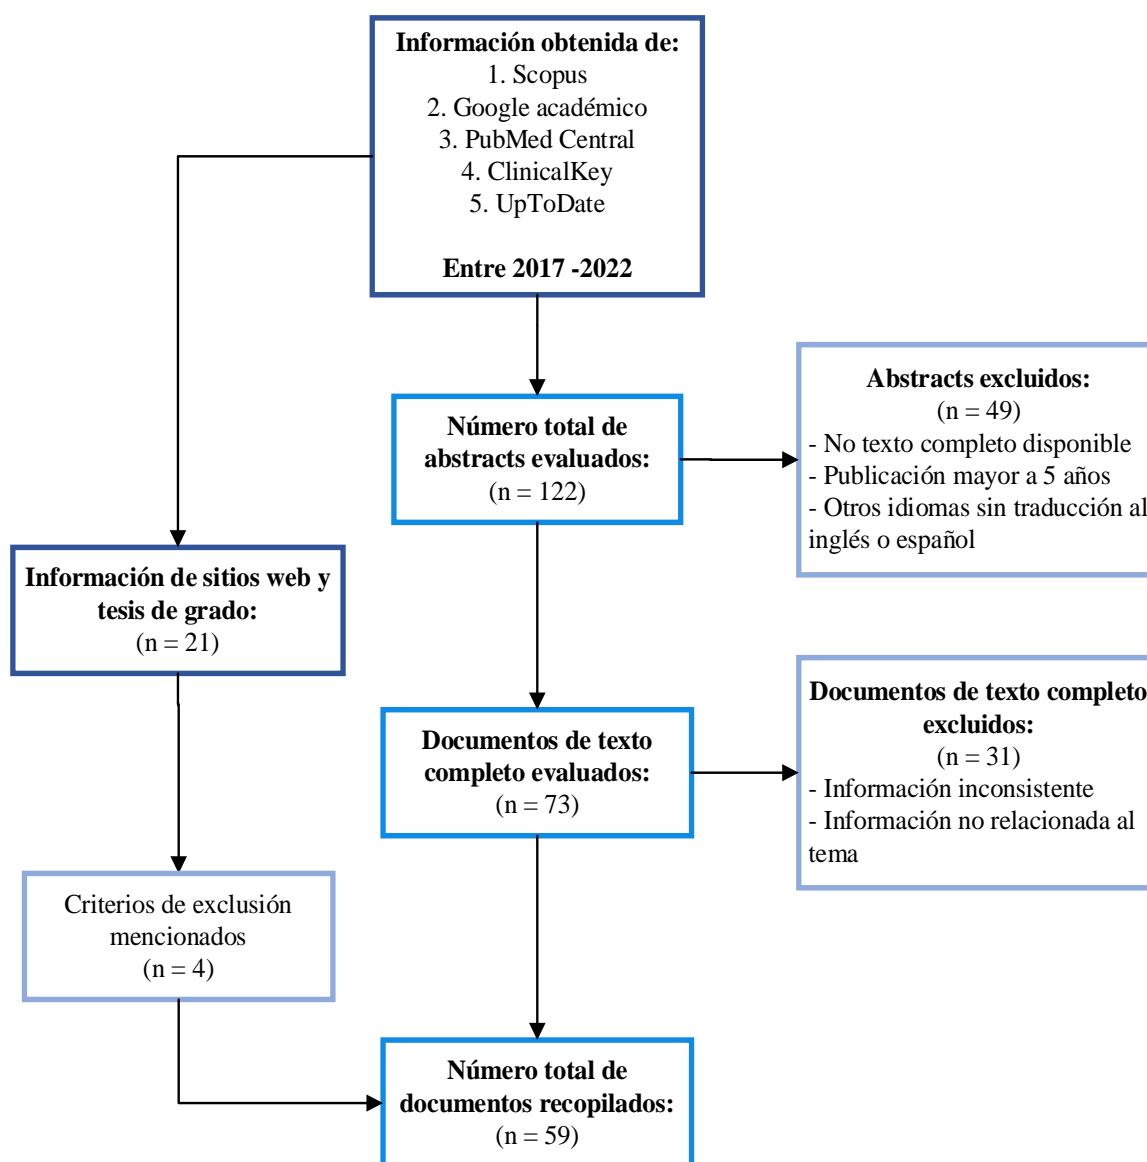 Información obtenida de:
1. Scopus
2. Google académico
3. PubMed Central
4. ClinicalKey
5. UpToDate
Entre 2017 -2022
Número total de
abstracts evaluados:
(n = 122)
Abstracts excluidos:
(n = 49)
- No texto completo disponible
- Publicación mayor a 5 años
- Otros idiomas sin traducción al
inglés o español
Información de sitios web y
tesis de grado:
(n = 21)
Documentos de texto
completo evaluados:
(n = 73)
Documentos de texto completo
excluidos:
(n = 31)
- Información inconsistente
- Información no relacionada al
tema
Criterios de exclusión
mencionados
(n = 4)
Número total de
documentos recopilados:
(n = 59)